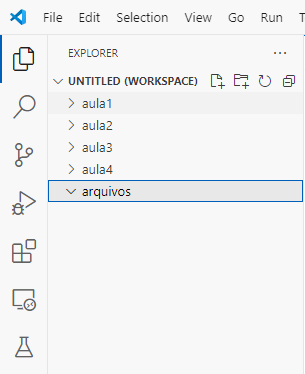 File Edit Selection View Go Run T
EXPLORER
UNTITLED (WORKSPACE)
aula1
aula2
aula3
aula4
arquivos